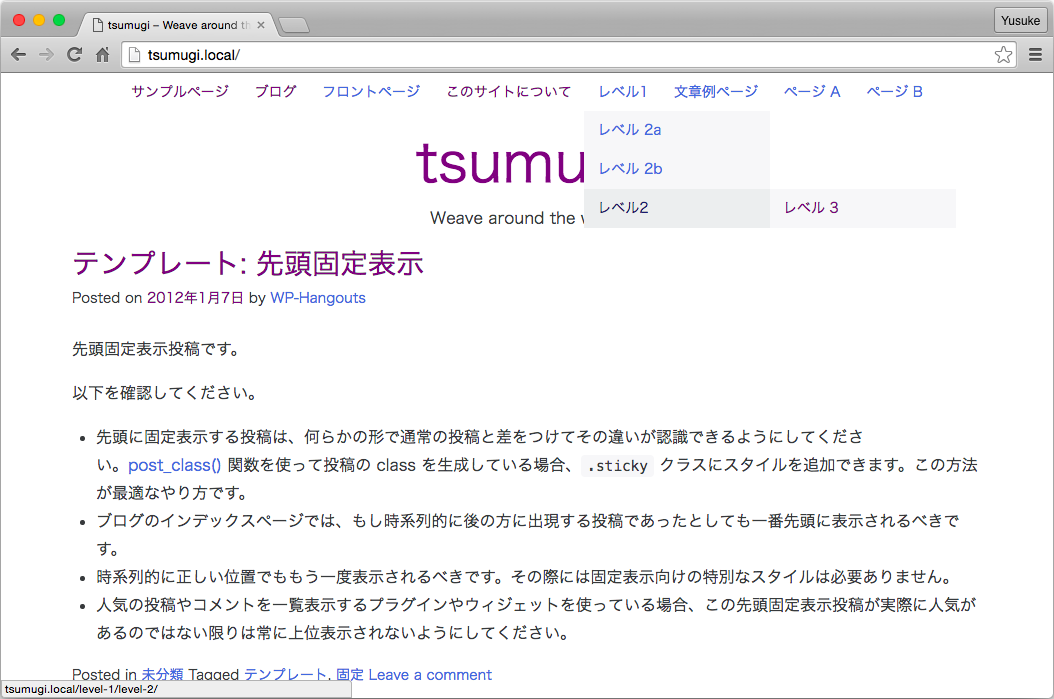 tsumugi – Weave around th
Yusuke
tsumugi.local/
サンプルページ ブログ フロントページ このサイトについて レベル1 文章例ページ ページ A ページ B
レベル 2a
レベル 2b
レベル2 レベル 3
tsumu
Weave around the
テンプレート: 先頭固定表示
Posted on 2012年1月7日 by WP-Hangouts
先頭固定表示投稿です。
以下を確認してください。
• 先頭に固定表示する投稿は、何らかの形で通常の投稿と差をつけてその違いが認識できるようにしてくださ
い。post_class() 関数を使って投稿の class を生成している場合、 .sticky クラスにスタイルを追加できます。この方法
が最適なやり方です。
• ブログのインデックスページでは、もし時系列的に後の方に出現する投稿であったとしても一番先頭に表示されるべきで
す。
• 時系列的に正しい位置でももう一度表示されるべきです。その際には固定表示向けの特別なスタイルは必要ありません。
• 人気の投稿やコメントを一覧表示するプラグインやウィジェットを使っている場合、この先頭固定表示投稿が実際に人気が
あるのではない限りは常に上位表示されないようにしてください。
Posted in 未分類 Tagged テンプレート, 固定 Leave a comment
tsumugi.local/level-1/level-2/